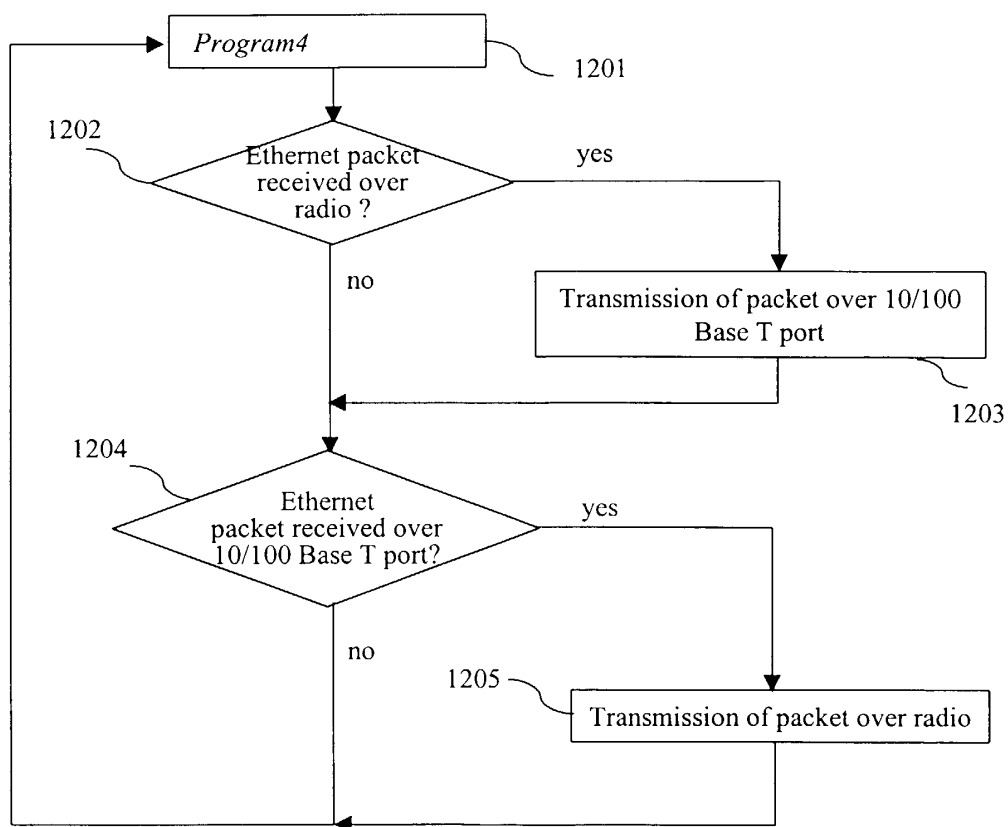 Program4
1201
1202
Ethernet packet
received over
radio ?
yes
no
Transmission of packet over 10/100
Base T port
1203
1204
Ethernet
packet received over
10/100 Base T port?
yes
no
1205
Transmission of packet over radio